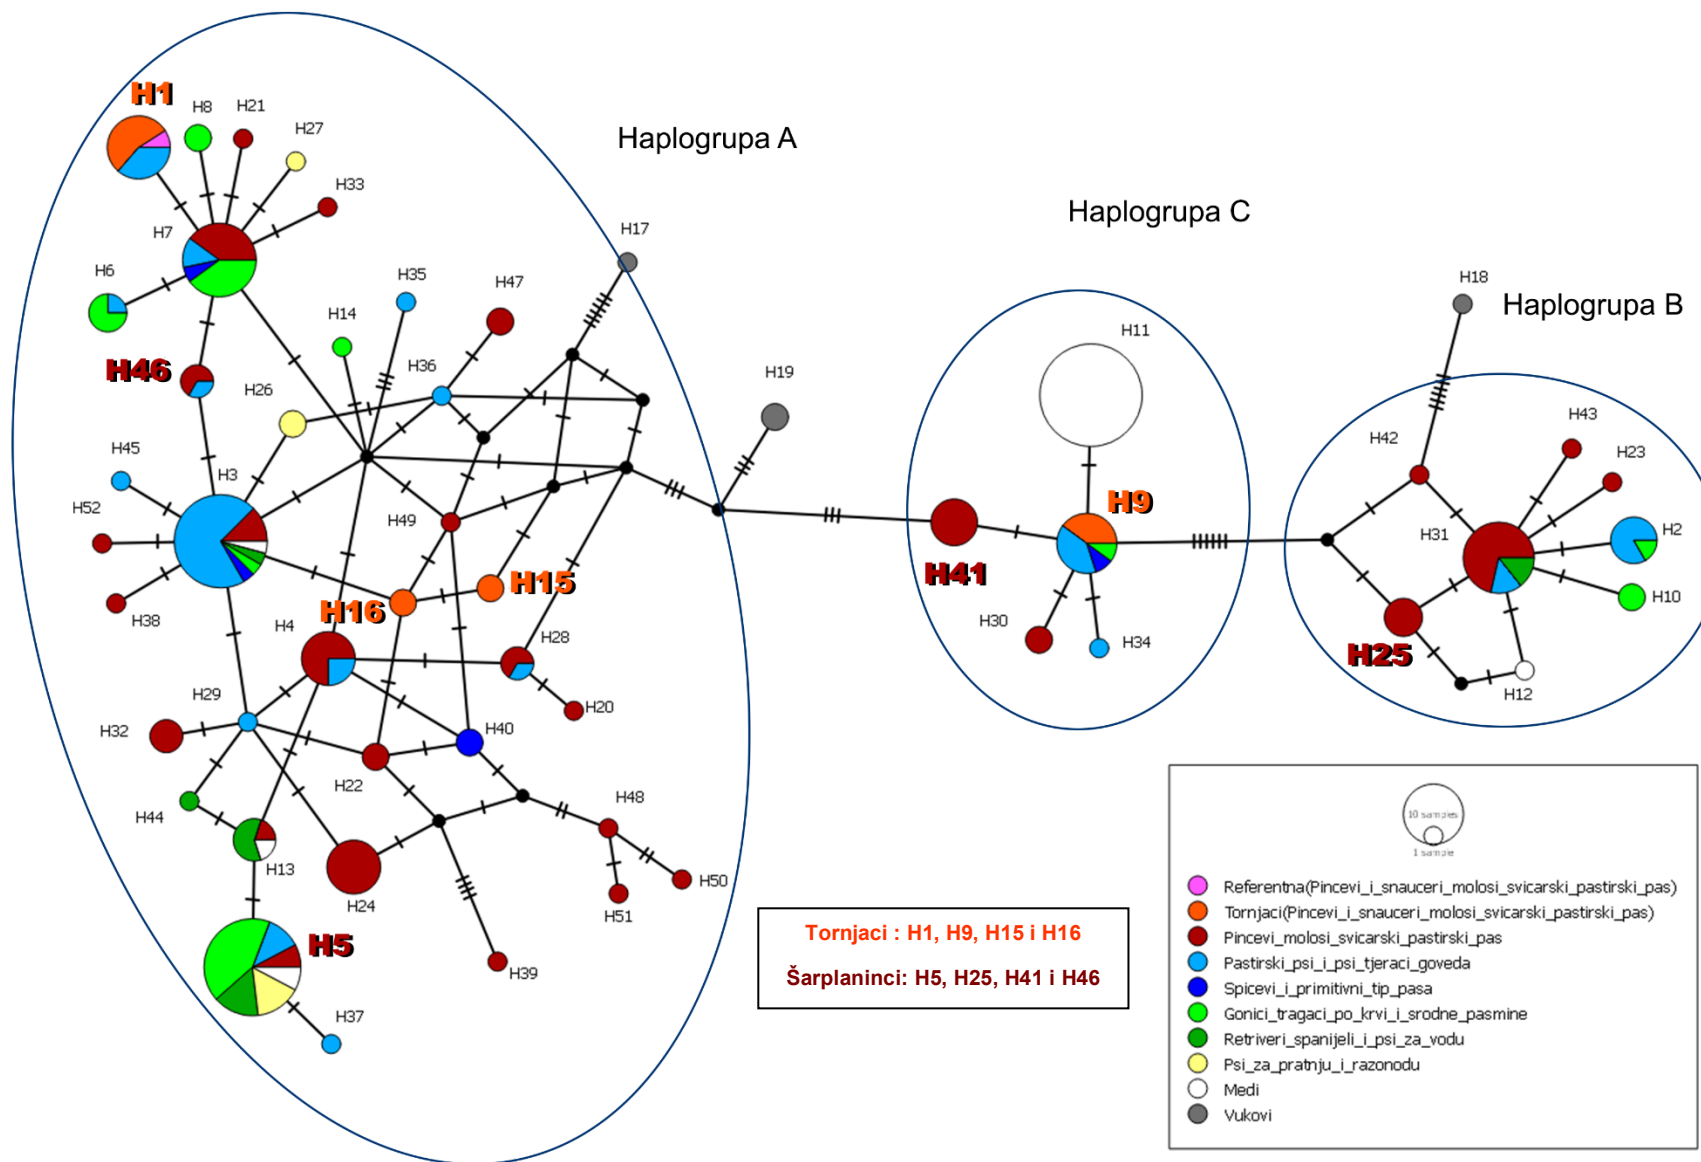 Haplogrupa A
Haplogrupa C
Haplogrupa B
H1
H8
H21
H27
H33
H7
H6
H17
H35
H47
H14
H36
H46
H26
H19
H11
H18
H45
H3
H52
H49
H38
H16
H15
H4
H28
H20
H29
H32
H40
H22
H44
H13
H24
H48
H51
H50
H39
H5
H37
H41
H9
H30
H34
H42
H43
H23
H31
H2
H10
H25
H12
Tornjaci : H1, H9, H15 i H16
Šarplaninci: H5, H25, H41 i H46
10 samples
1 sample
Referentna(Pincevi_i_snauceri_molosi_svicarski_pastirski_pas)
Tornjaci(Pincevi_i_snauceri_molosi_svicarski_pastirski_pas)
Pincevi_molosi_svicarski_pastirski_pas
Pastirski_psi_i_psi_tjeraci_goveda
Spicevi_i_primitivni_tip_pasa
Gonici_tragaci_po_krvi_i_srodne_pasmine
Retriveri_spanijeli_i_psi_za_vodu
Psi_za_pratnju_i_razonodu
Medi
Vukovi